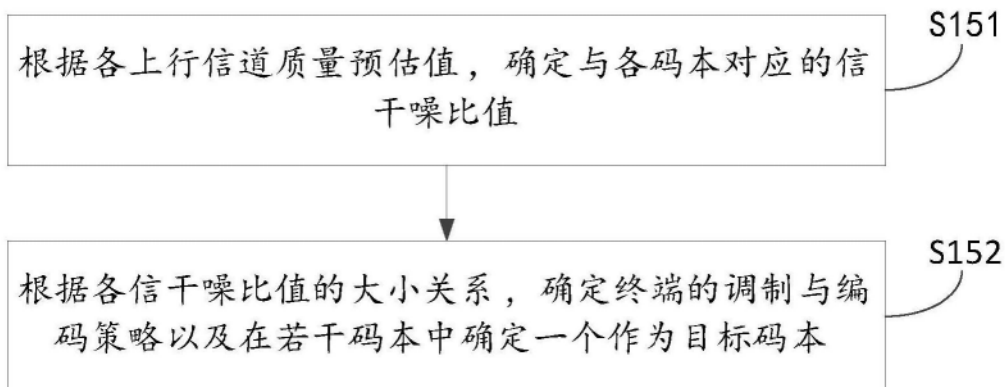 S151
根据各上行信道质量预估值，确定与各码本对应的信
干噪比值
S152
根据各信干噪比值的大小关系，确定终端的调制与编
码策略以及在若干码本中确定一个作为目标码本